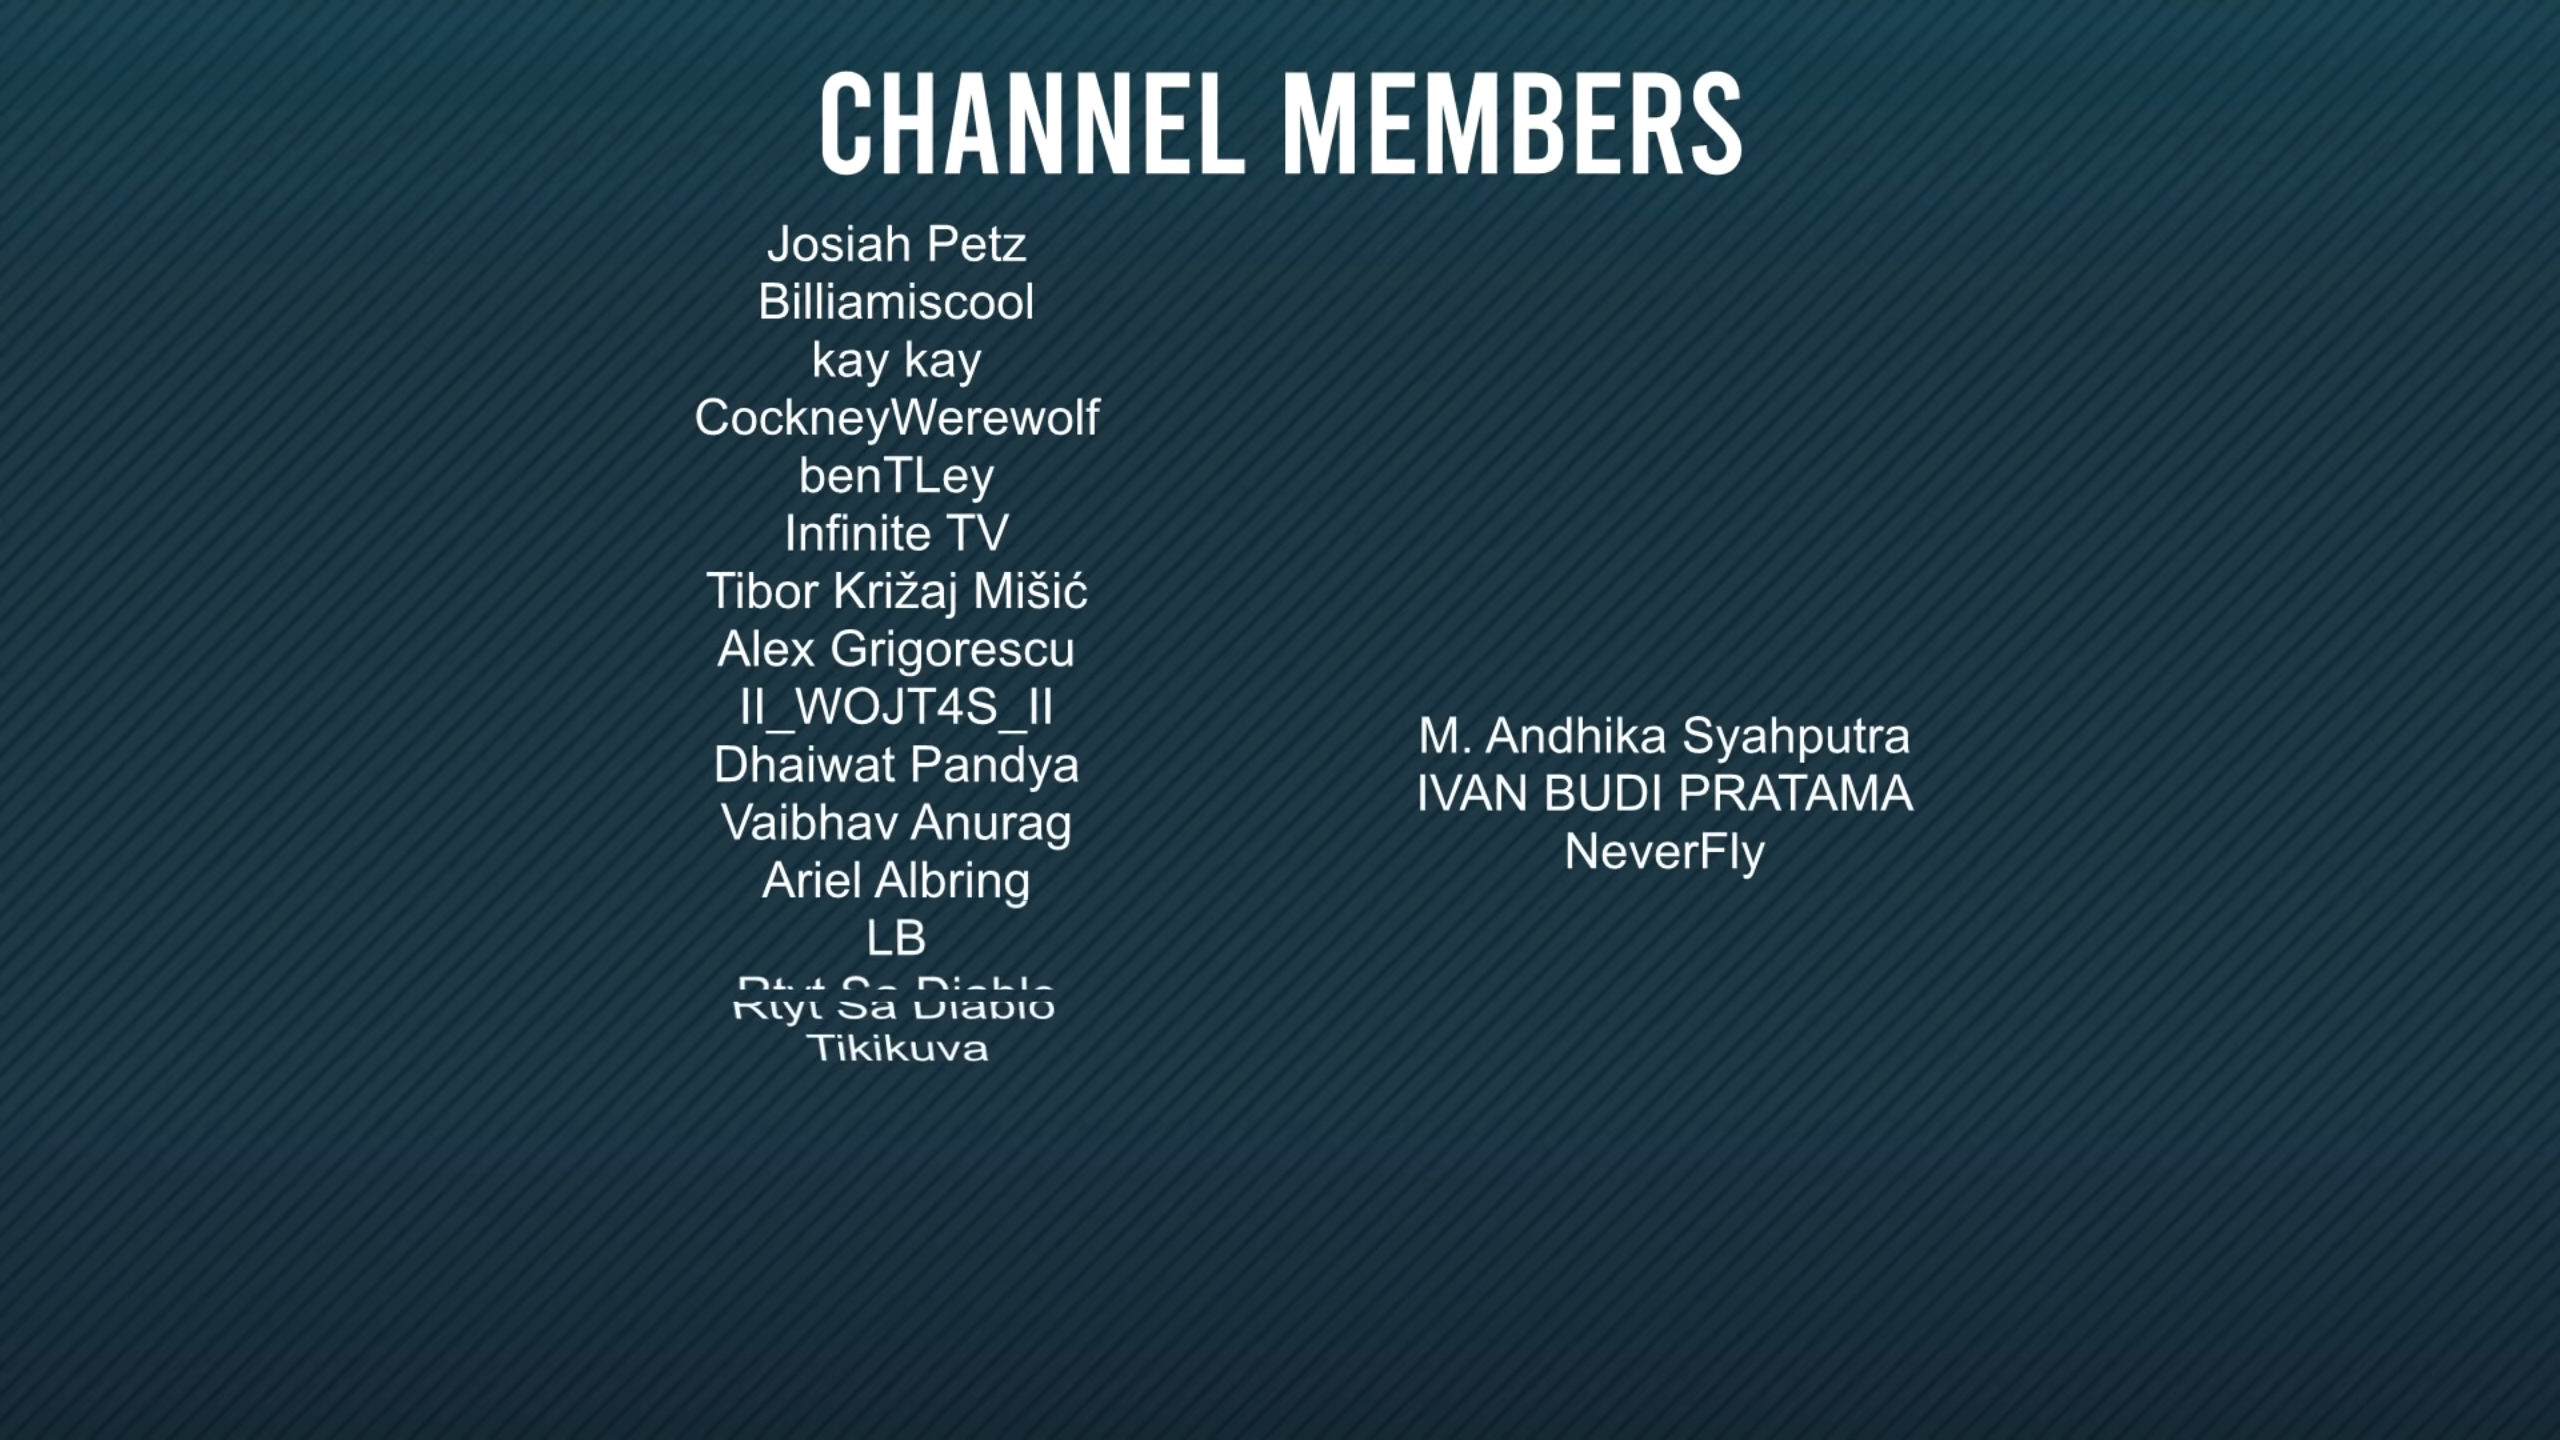 CHANNEL MEMBERS
Josiah Petz
Billiamiscool
kay kay
CockneyWerewolf
benTLey
Infinite TV
Tibor Križaj Mišić
Alex Grigorescu
II_WOJT4S_II
Dhaiwat Pandya
Vaibhav Anurag
Ariel Albring
LB
Rtyt Sa Diablo
Tikikuva
M. Andhika Syahputra
IVAN BUDI PRATAMA
NeverFly